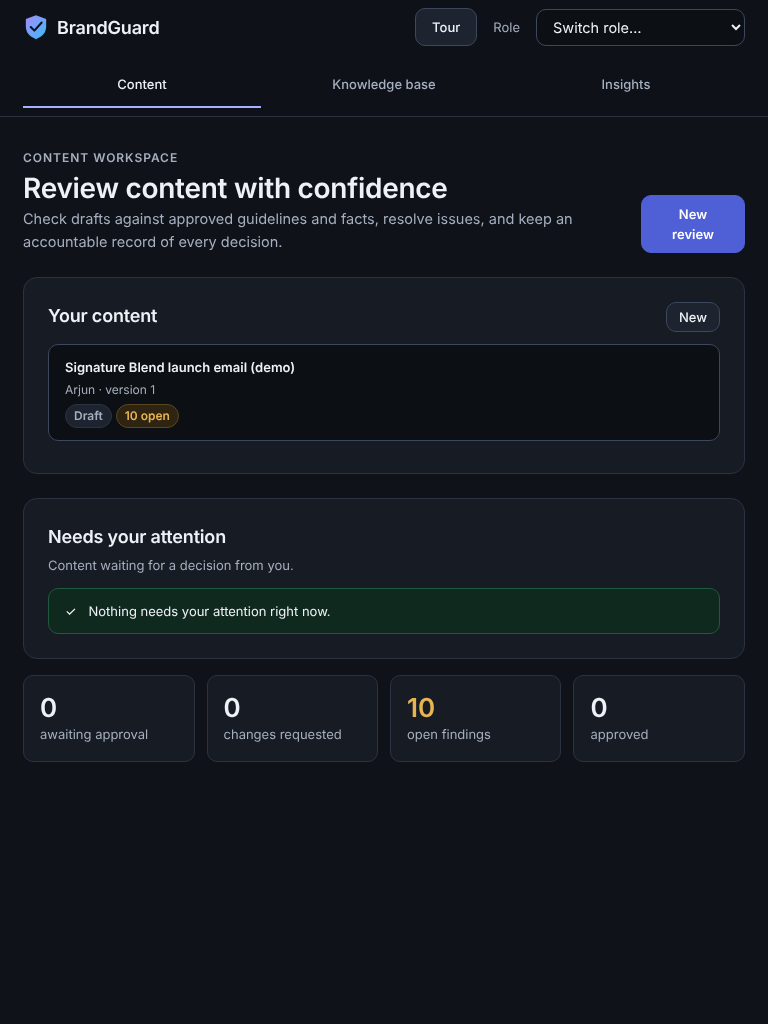 BrandGuard
Tour
Role
Switch role...
Content
Knowledge base
Insights
CONTENT WORKSPACE
Review content with confidence
Check drafts against approved guidelines and facts, resolve issues, and keep an
accountable record of every decision.
New
review
Your content
New
Signature Blend launch email (demo)
Arjun · version 1
Draft
10 open
Needs your attention
Content waiting for a decision from you.
Nothing needs your attention right now.
0
awaiting approval
0
changes requested
10
open findings
0
approved